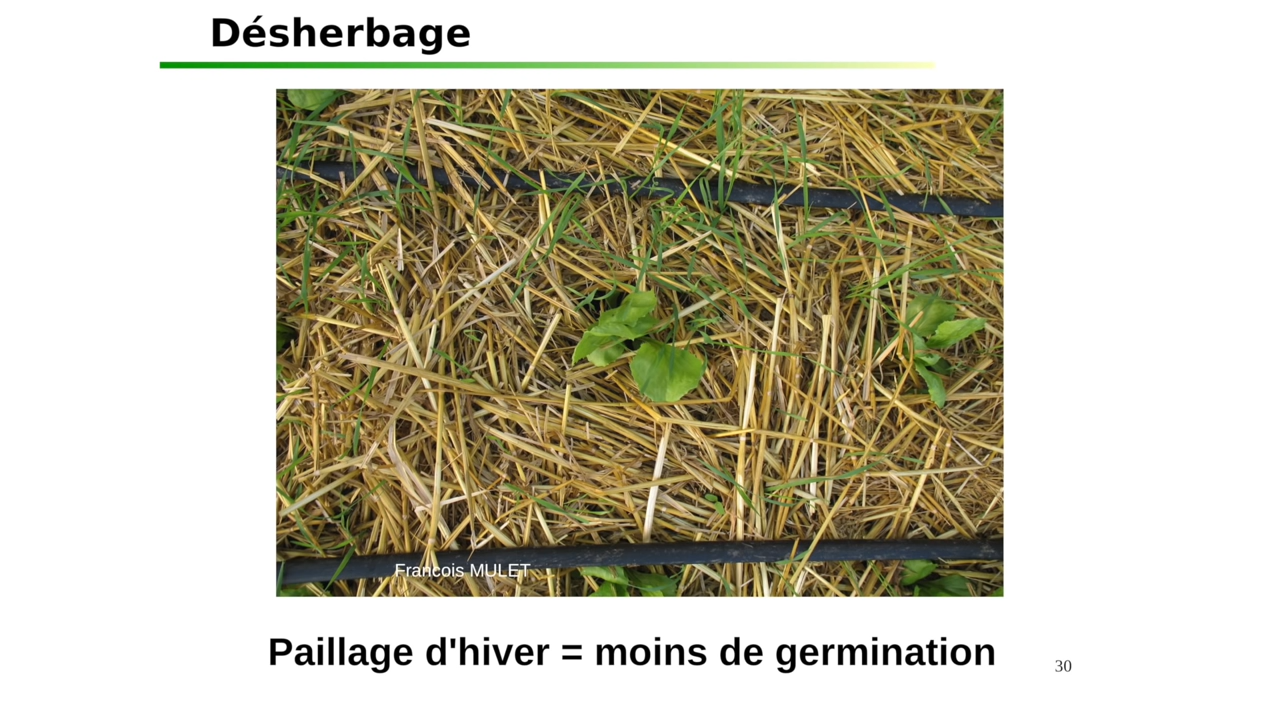 Désherbage
Francois MULET
Paillage d'hiver = moins de germination
30